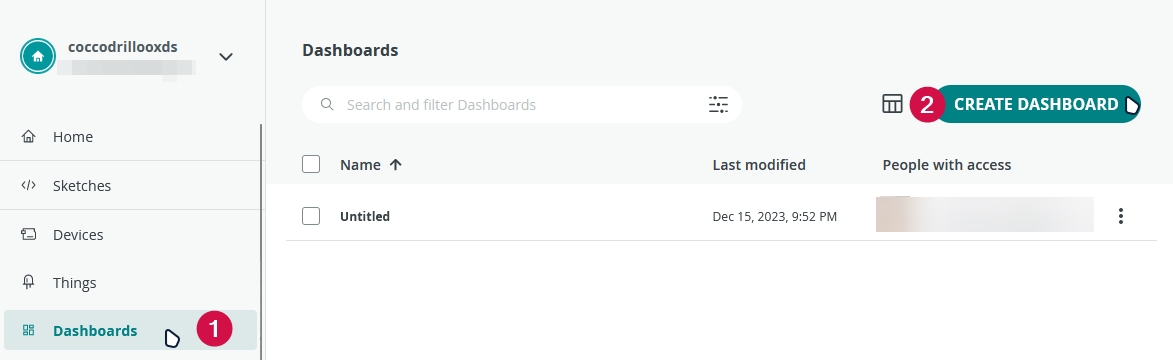 coccodrillooxds
Home
Sketches
Devices
Things
Dashboards
1
Dashboards
Search and filter Dashboards
2
CREATE DASHBOARD
Name Last modified People with access
Untitled Dec 15, 2023, 9:52 PM